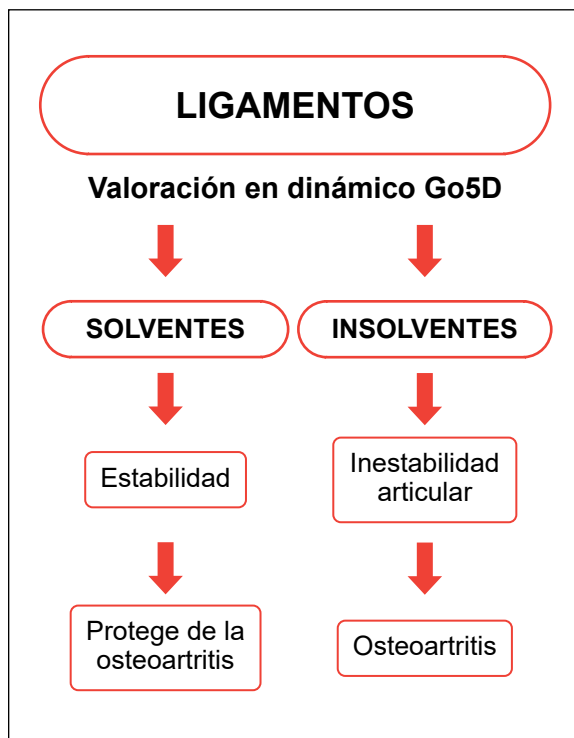 LIGAMENTOS
Valoración en dinámico Go5D
SOLVENTES
INSOLVENTES
Estabilidad
Inestabilidad
articular
Protege de la
osteoartritis
Osteoartritis